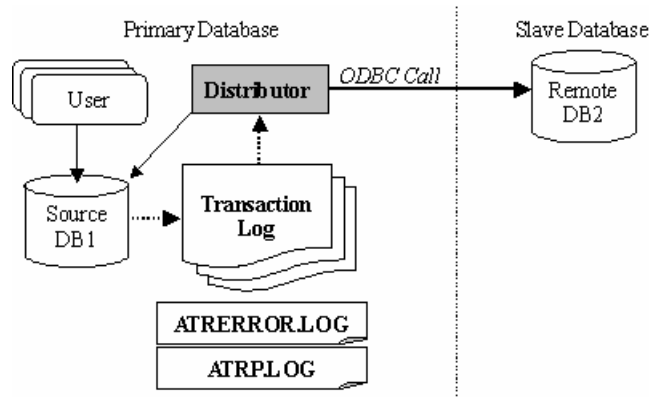 Primary Database
Slave Database
User
Distributor
ODBC Call
Remote
DB2
Source
DB1
Transaction
Log
ATRERROR.LOG
ATRP.LOG